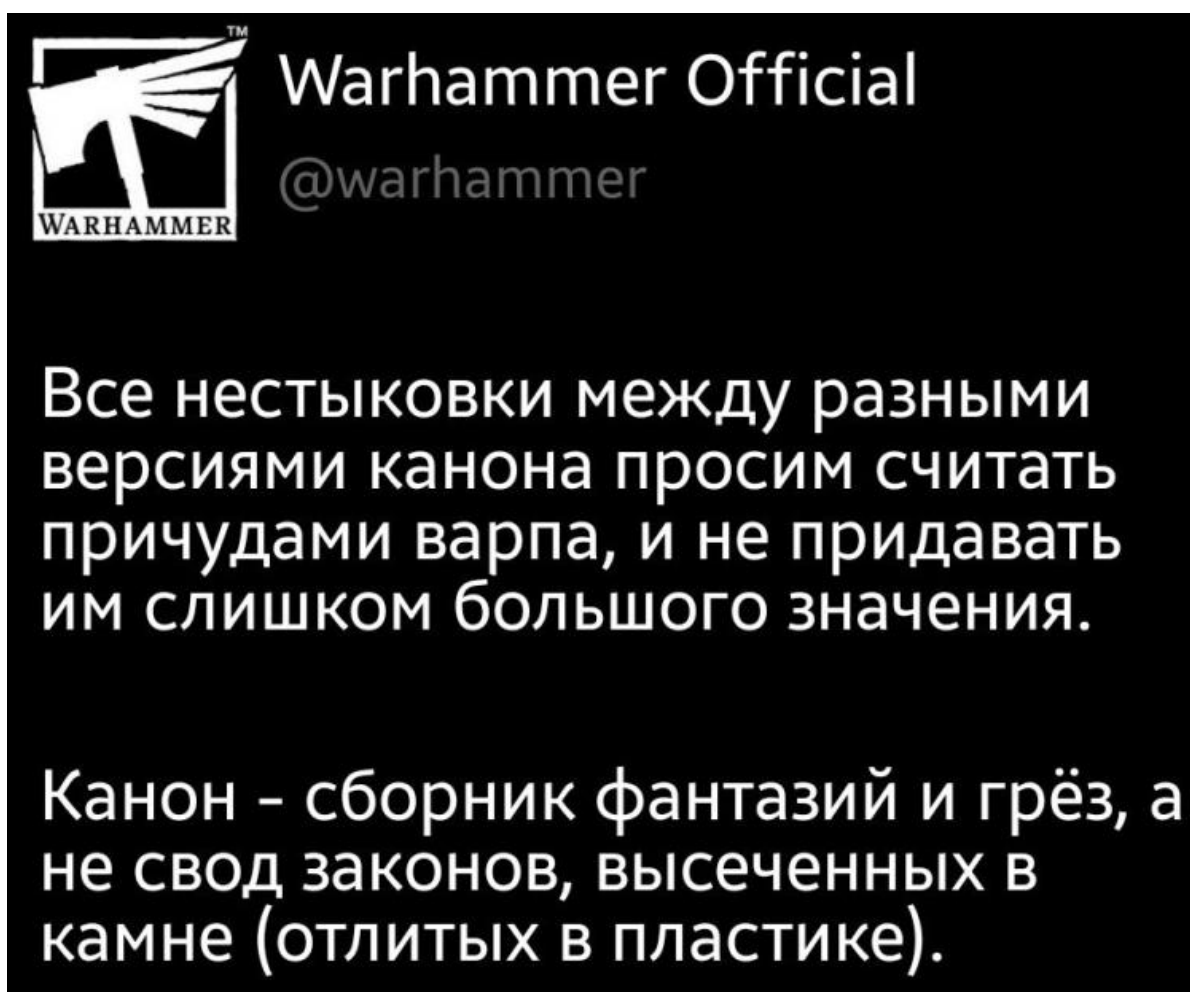 TM
WARHAMMER
Warhammer Official
@warhammer
Все нестыковки между разными
версиями канона просим считать
причудами варпа, и не придавать
им слишком большого значения.
Канон – сборник фантазий и грёз, а
не свод законов, высеченных в
камне (отлитых в пластике).